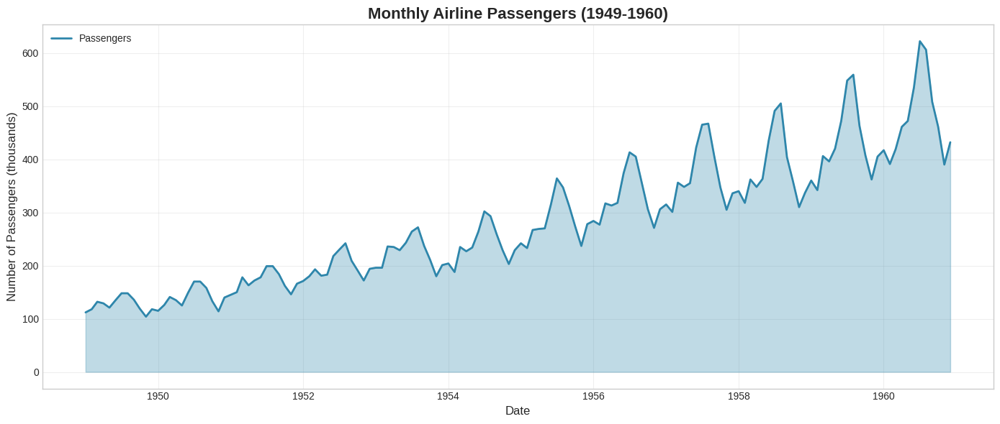 Monthly Airline Passengers (1949-1960)
Passengers
Number of Passengers (thousands)
600
500
400
300
200
100
0
1950 1952 1954 1956 1958 1960
Date